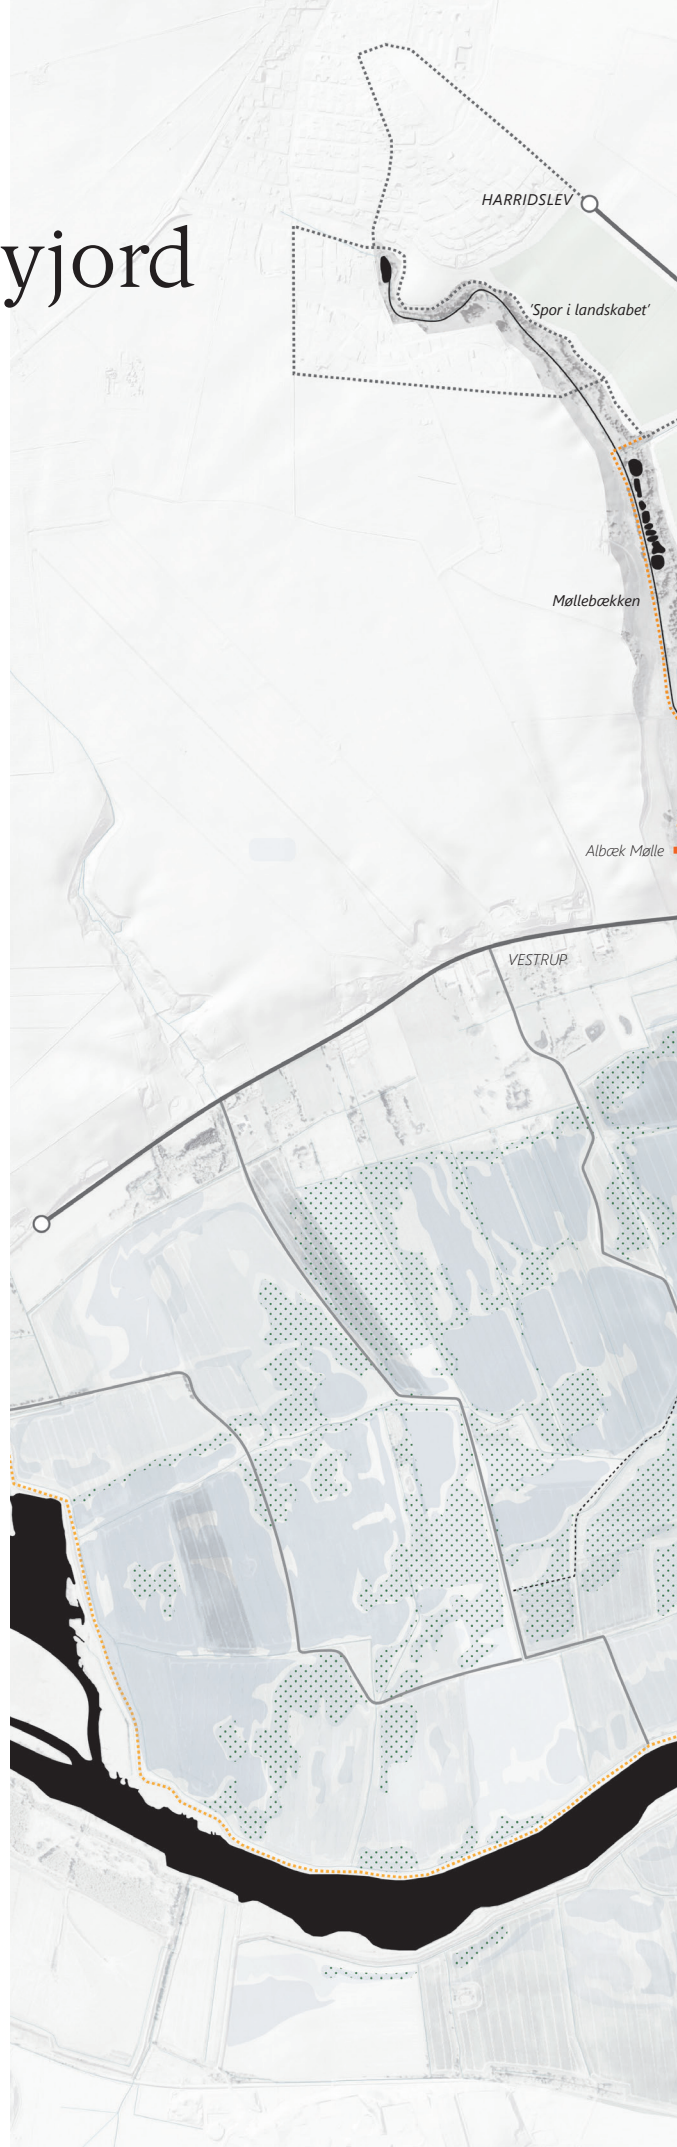 HARRIDSLEV
yjord
'Spor i landskabet'
Møllebækken
Albæk Mølle
VESTRUP